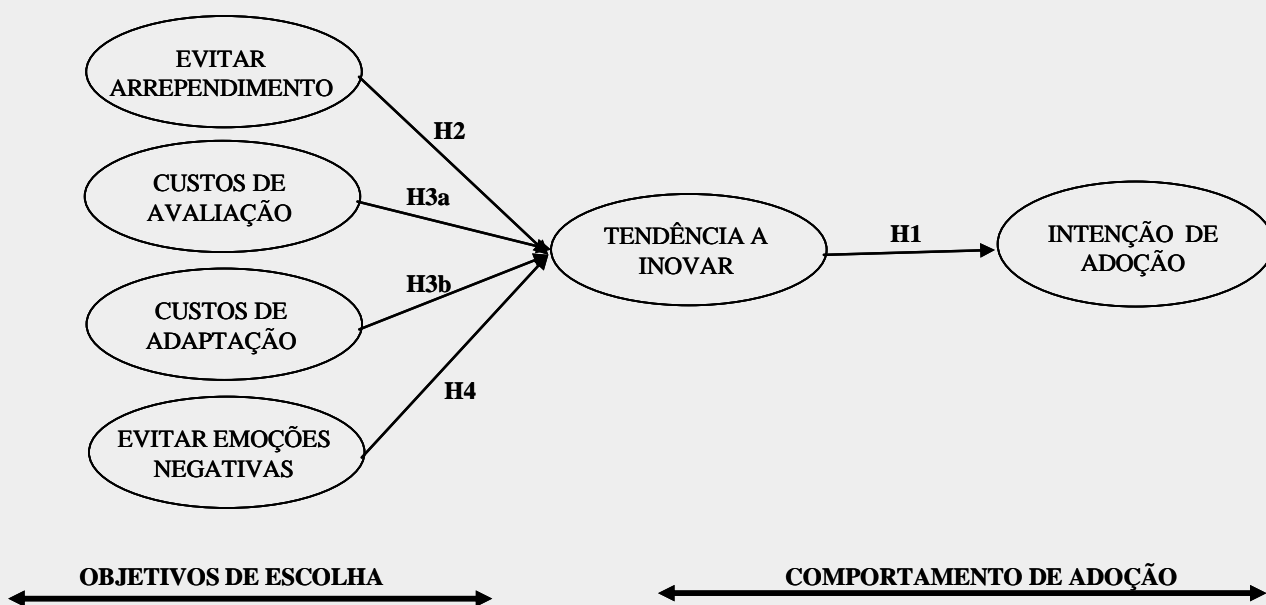 EVITAR
ARREPENDIMENTO
H2
CUSTOS DE
AVALIAÇÃO
H3a
TENDÊNCIA A
INOVAR
H1
INTENÇÃO DE
ADOÇÃO
CUSTOS DE
ADAPTAÇÃO
H3b
H4
EVITAR EMOÇÕES
NEGATIVAS
OBJETIVOS DE ESCOLHA
COMPORTAMENTO DE ADOÇÃO